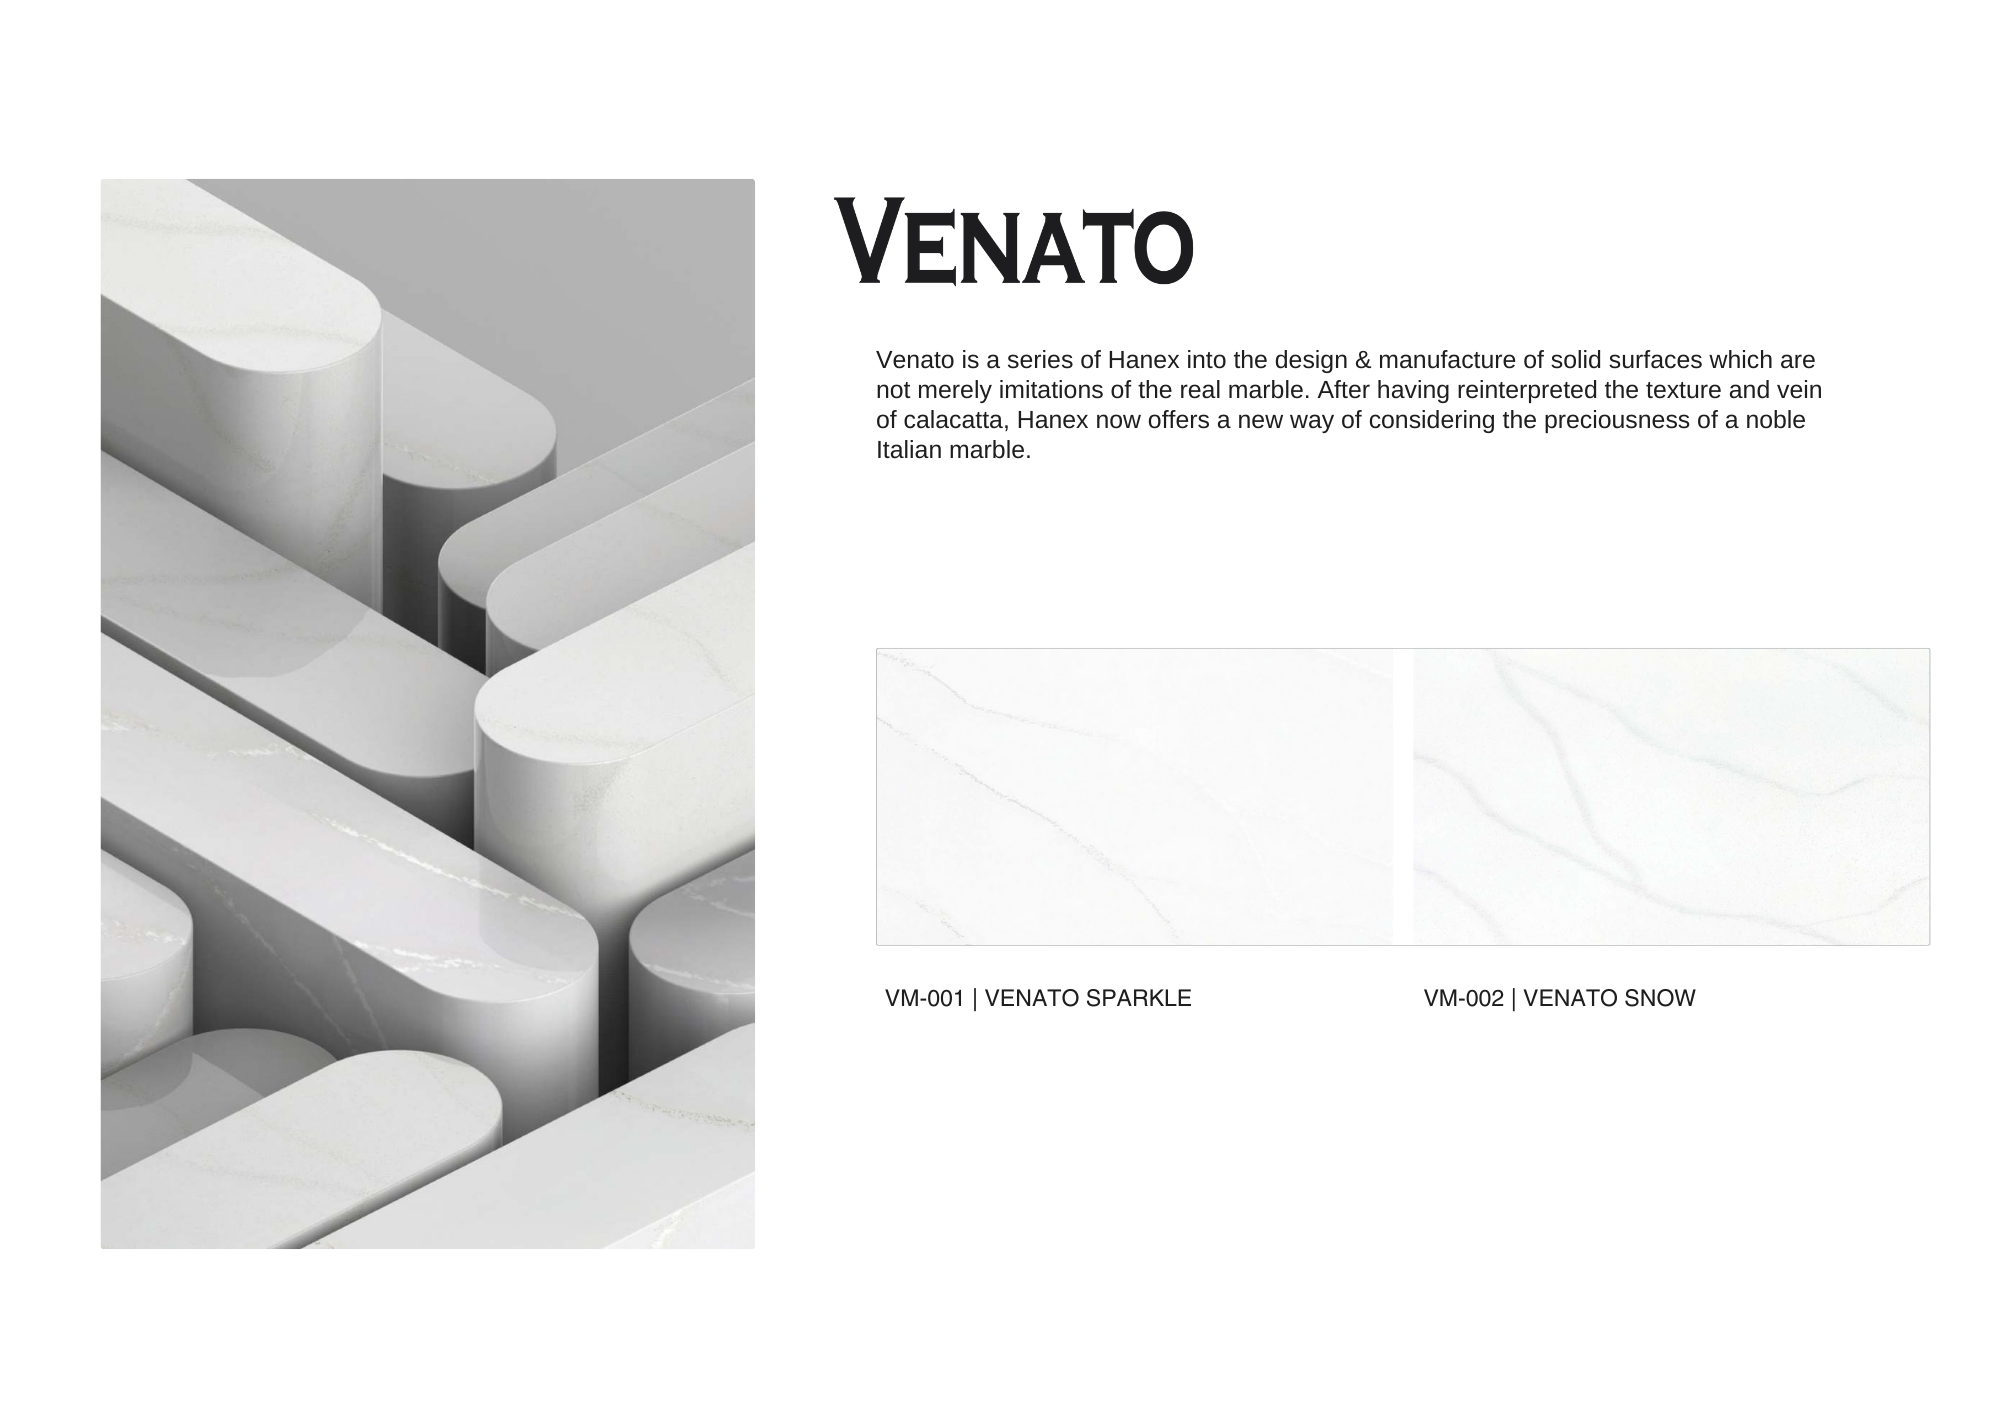 VENATO
Venato is a series of Hanex into the design & manufacture of solid surfaces which are
not merely imitations of the real marble. After having reinterpreted the texture and vein
of calacatta, Hanex now offers a new way of considering the preciousness of a noble
Italian marble.
VM-001 | VENATO SPARKLE
VM-002 | VENATO SNOW